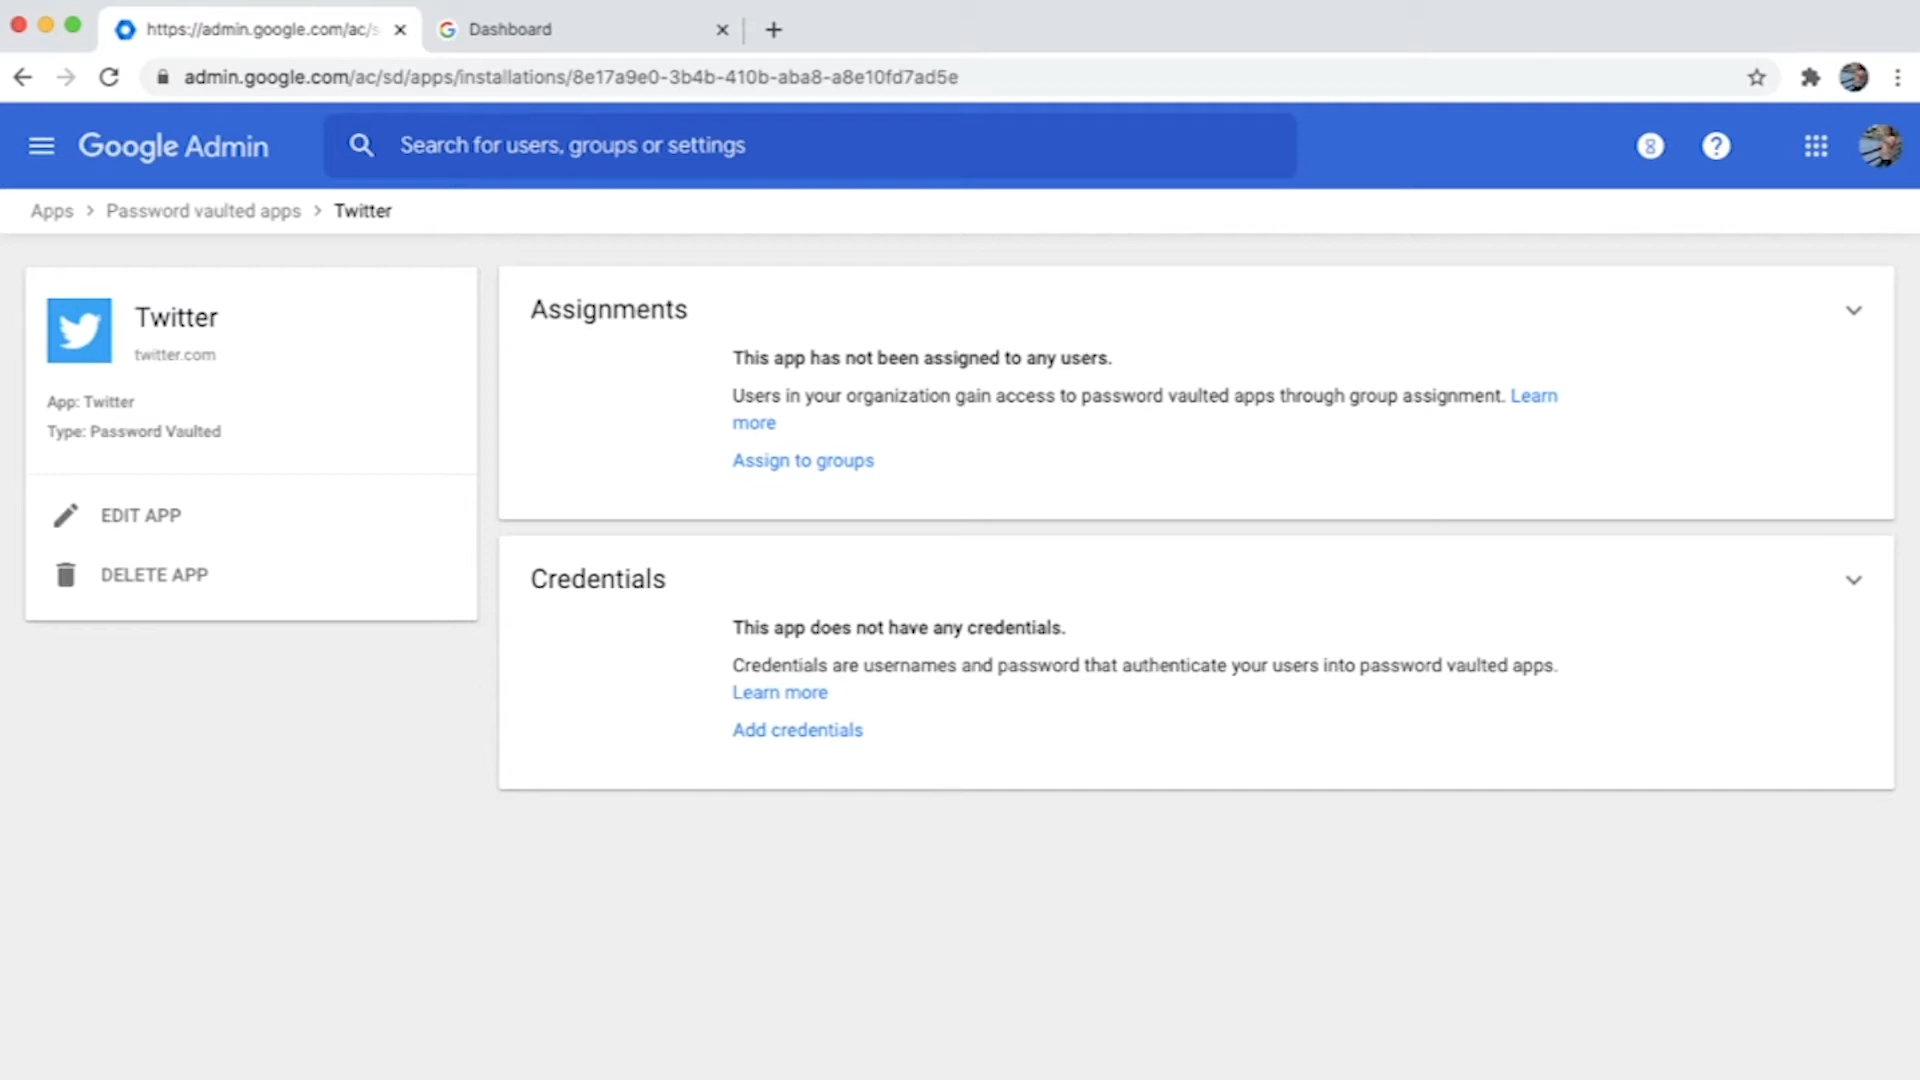 https://admin.google.com/ac/s
Dashboard
admin.google.com/ac/sd/apps/installations/8e17a9e0-3b4b-410b-aba8-a8e10fd7ad5e
Google Admin
Search for users, groups or settings
8
?
Apps > Password vaulted apps > Twitter
Twitter
twitter.com
App: Twitter
Type: Password Vaulted
EDIT APP
DELETE APP
Assignments
This app has not been assigned to any users.
Users in your organization gain access to password vaulted apps through group assignment. Learn
more
Assign to groups
Credentials
This app does not have any credentials.
Credentials are usernames and password that authenticate your users into password vaulted apps.
Learn more
Add credentials